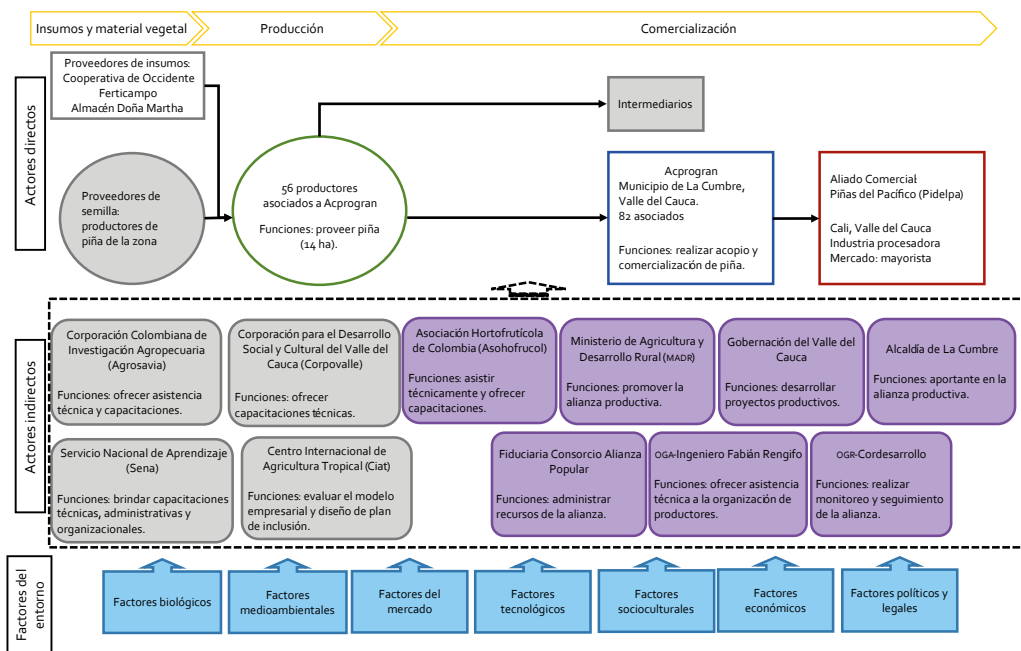 Insumos y material vegetal
Producción
Comercialización
Actores directos
Proveedores de insumos:
Cooperativa de Occidente
Ferticampo
Almacén Doña Martha
Proveedores de
semilla:
productores de
piña de la zona
56 productores
asociados a Acprogran
Funciones: proveer piña
(14 ha).
Intermediarios
Acprogran
Municipio de La Cumbre,
Valle del Cauca.
82 asociados
Funciones: realizar acopio y
comercialización de piña.
Aliado Comercial:
Piñas del Pacífico (Pidelpa)
Cali, Valle del Cauca
Industria procesadora
Mercado: mayorista
Actores indirectos
Corporación Colombiana de
Investigación Agropecuaria
(Agrosavia)
Funciones: ofrecer asistencia
técnica y capacitaciones.
Corporación para el Desarrollo
Social y Cultural del Valle del
Cauca (Corpovalle)
Funciones: ofrecer
capacitaciones técnicas.
Asociación Hortofrutícola
de Colombia (Asohofrucol)
Funciones: asistir
técnicamente y ofrecer
capacitaciones.
Ministerio de Agricultura y
Desarrollo Rural (MADR)
Funciones: promover la
alianza productiva.
Gobernación del Valle del
Cauca
Funciones: desarrollar
proyectos productivos.
Alcaldía de La Cumbre
Funciones: aportante en la
alianza productiva.
Servicio Nacional de Aprendizaje
(Sena)
Funciones: brindar capacitaciones
técnicas, administrativas y
organizacionales.
Centro Internacional de
Agricultura Tropical (Ciat)
Funciones: evaluar el modelo
empresarial y diseño de plan
de inclusión.
Fiduciaria Consorcio Alianza
Popular
Funciones: administrar
recursos de la alianza.
OGA-Ingeniero Fabián Rengifo
Funciones: ofrecer asistencia
técnica a la organización de
productores.
OGR-Cordesarrollo
Funciones: realizar
monitoreo y seguimiento
de la alianza.
Factores del
entorno
Factores biológicos
Factores
medioambientales
Factores del
mercado
Factores
tecnológicos
Factores
socioculturales
Factores
económicos
Factores políticos y
legales